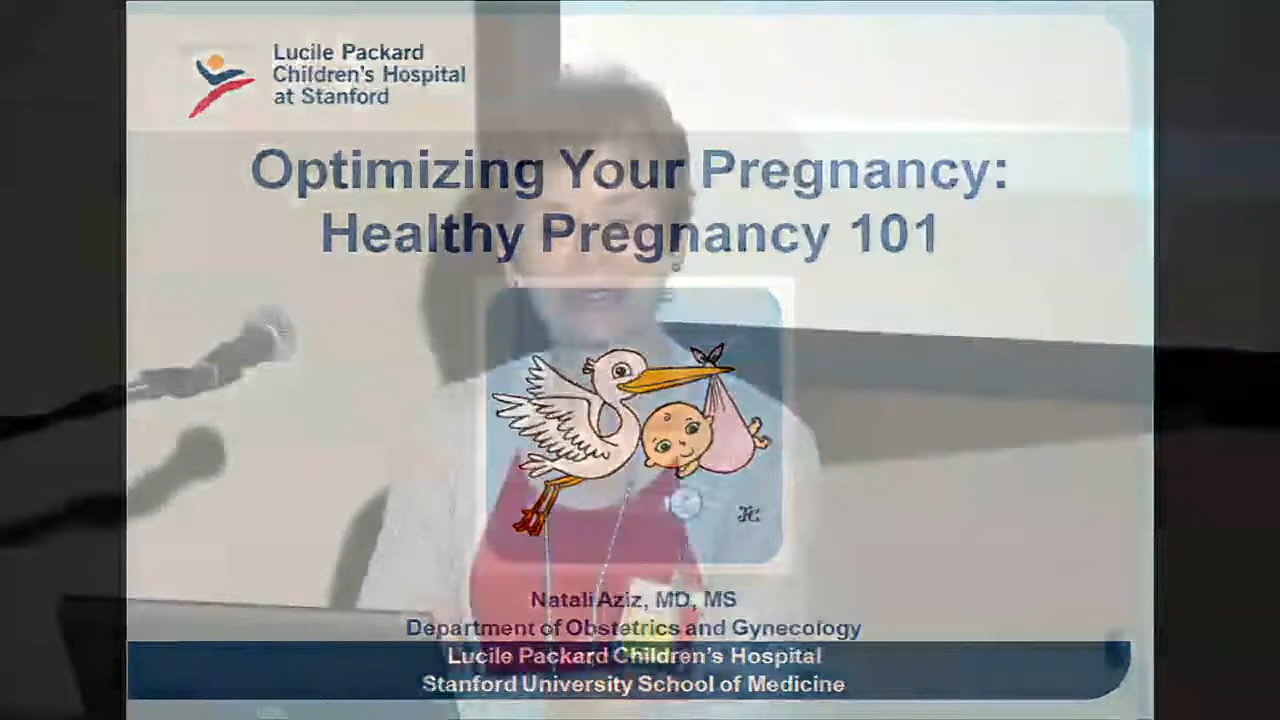 Lucile Packard
Children's Hospital
at Stanford
Optimizing Your Pregnancy:
Healthy Pregnancy 101
JC
Natali Aziz, MD, MS
Department of Obstetrics and Gynecology
Lucile Packard Children's Hospital
Stanford University School of Medicine